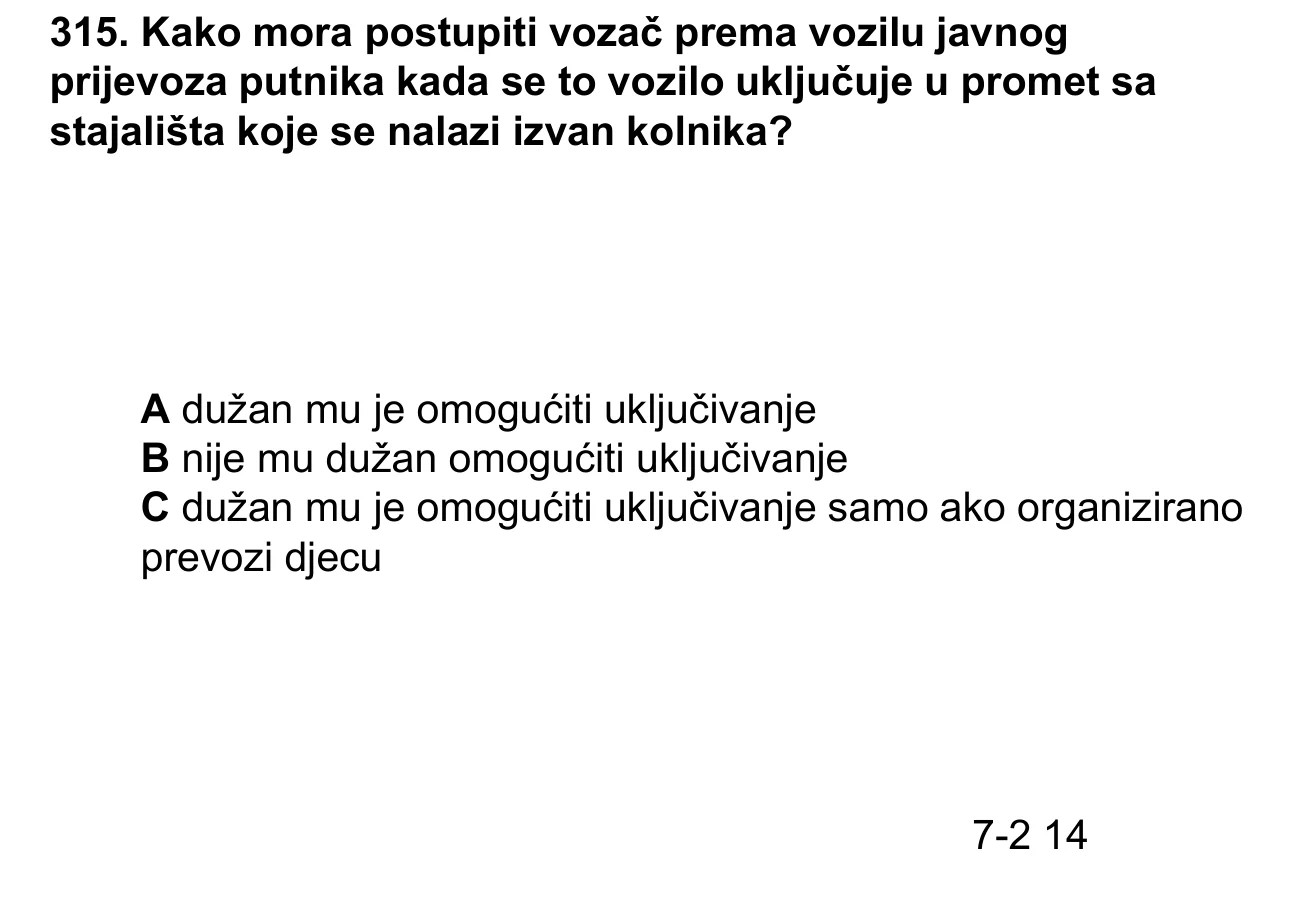 315. Kako mora postupiti vozač prema vozilu javnog
prijevoza putnika kada se to vozilo uključuje u promet sa
stajališta koje se nalazi izvan kolnika?
A dužan mu je omogućiti uključivanje
B nije mu dužan omogućiti uključivanje
C dužan mu je omogućiti uključivanje samo ako organizirano
prevozi djecu
7-2 14